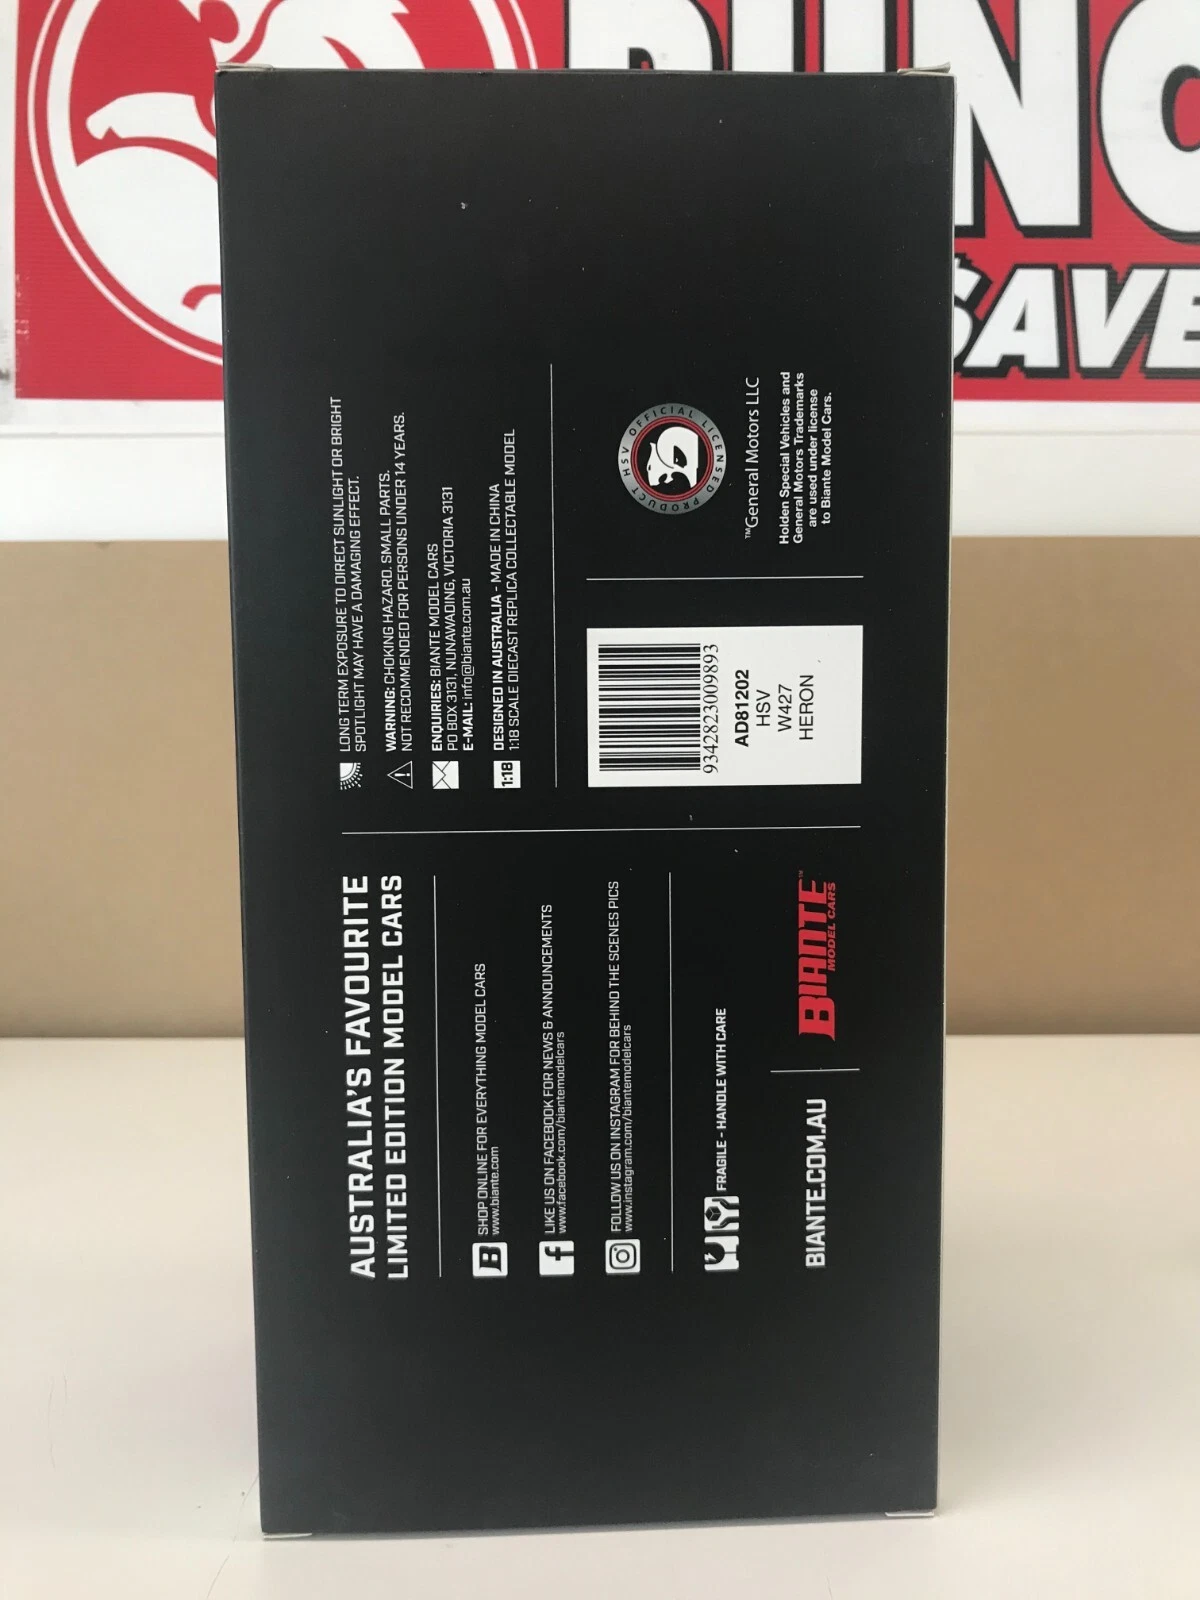 AUSTRALIA'S FAVOURITE
LIMITED EDITION MODEL CARS
SHOP ONLINE FOR EVERYTHING MODEL CARS
www.biante.com
LIKE US ON FACEBOOK FOR NEWS & ANNOUNCEMENTS
www.facebook.com/biantemodelcars
FOLLOW US ON INSTAGRAM FOR BEHIND THE SCENES PICS
www.instagram.com/biantemodelcars
FRAGILE - HANDLE WITH CARE
BIANTE.COM.AU
BIANTE™
MODEL CARS
LONG TERM EXPOSURE TO DIRECT SUNLIGHT OR BRIGHT
SPOTLIGHT MAY HAVE A DAMAGING EFFECT.
WARNING: CHOKING HAZARD. SMALL PARTS.
NOT RECOMMENDED FOR PERSONS UNDER 14 YEARS.
ENQUIRIES: BIANTE MODEL CARS
PO BOX 3131, NUNAWADING, VICTORIA 3131
E-MAIL: info@biante.com.au
1:18
DESIGNED IN AUSTRALIA - MADE IN CHINA
1:18 SCALE DIECAST REPLICA COLLECTABLE MODEL
9342823009893
AD81202
HSV
W427
HERON
HSV OFFICIAL LICENSED PRODUCT
™General Motors LLC
Holden Special Vehicles and
General Motors Trademarks
are used under license
to Biante Model Cars.
SAVE